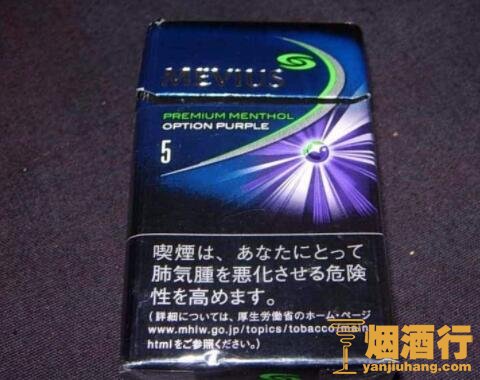 MEVIUS
PREMIUM MENTHOL
OPTION PURPLE
5
喫煙は、あなたにとって
肺気腫を悪化させる危険
性を高めます。
(詳細については、厚生労働省のホーム・ページ
www.mhlw.go.jp/topics/tobacco/main.
htmlをご参照ください。)
烟酒行
yanjiuhang.com